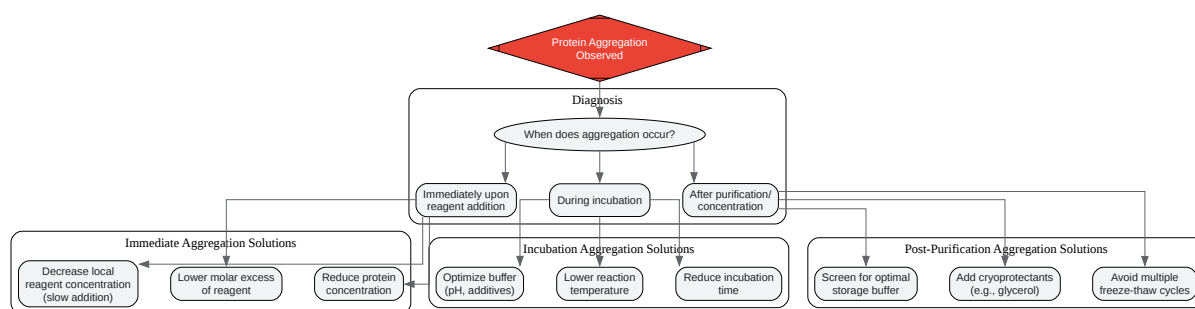 Protein Aggregation
Observed
Diagnosis
When does aggregation occur?
Immediately upon
reagent addition
During incubation
After purification/
concentration
Immediate Aggregation Solutions
Decrease local
reagent concentration
(slow addition)
Lower molar excess
of reagent
Reduce protein
concentration
Incubation Aggregation Solutions
Optimize buffer
(pH, additives)
Lower reaction
temperature
Reduce incubation
time
Post-Purification Aggregation Solutions
Screen for optimal
storage buffer
Add cryoprotectants
(e.g., glycerol)
Avoid multiple
freeze-thaw cycles